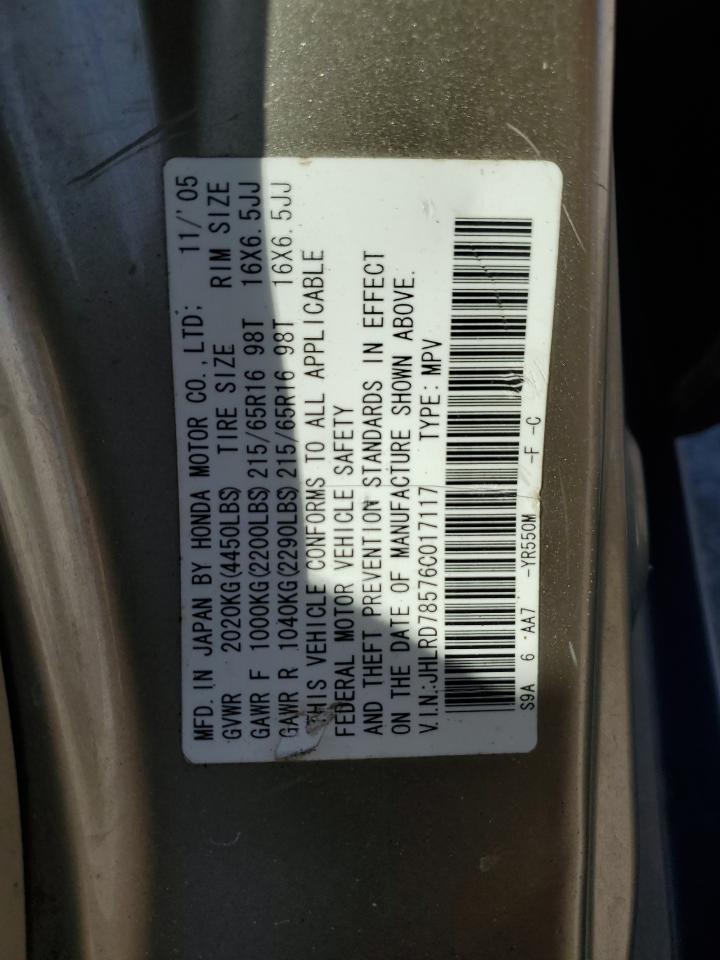 MFD. IN JAPAN BY HONDA MOTOR CO.,LTD; 11/'05
GVWR 2020KG(4450LBS) TIRE SIZE RIM SIZE
GAWR F 1000KG(2200LBS) 215/65R16 98T 16X6.5JJ
GAWR R 1040KG(2290LBS) 215/65R16 98T 16X6.5JJ
THIS VEHICLE CONFORMS TO ALL APPLICABLE
FEDERAL MOTOR VEHICLE SAFETY
AND THEFT PREVENTION STANDARDS IN EFFECT
ON THE DATE OF MANUFACTURE SHOWN ABOVE.
V.I.N.:JHLRD78576C017117 TYPE: MPV
S9A 6 AA7 -YR550M -F -C